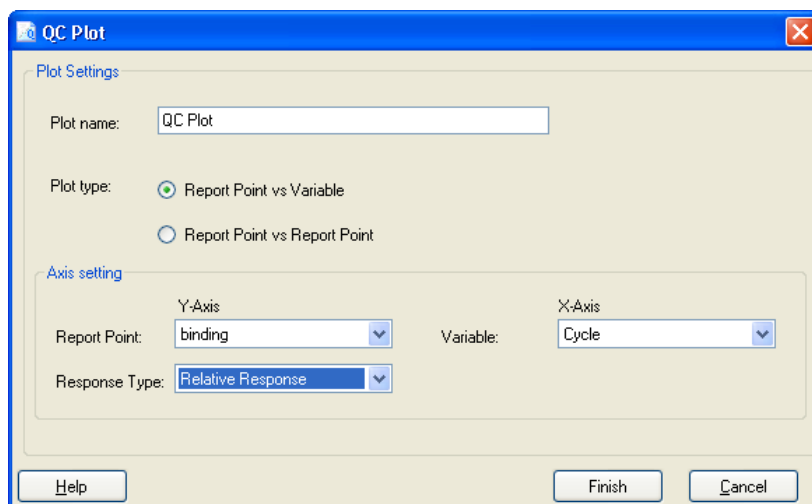 QC Plot
Plot Settings
Plot name: QC Plot
Plot type: Report Point vs Variable
Report Point vs Report Point
Axis setting
Y-Axis X-Axis
Report Point: binding Variable: Cycle
Response Type: Relative Response
Help Finish Cancel